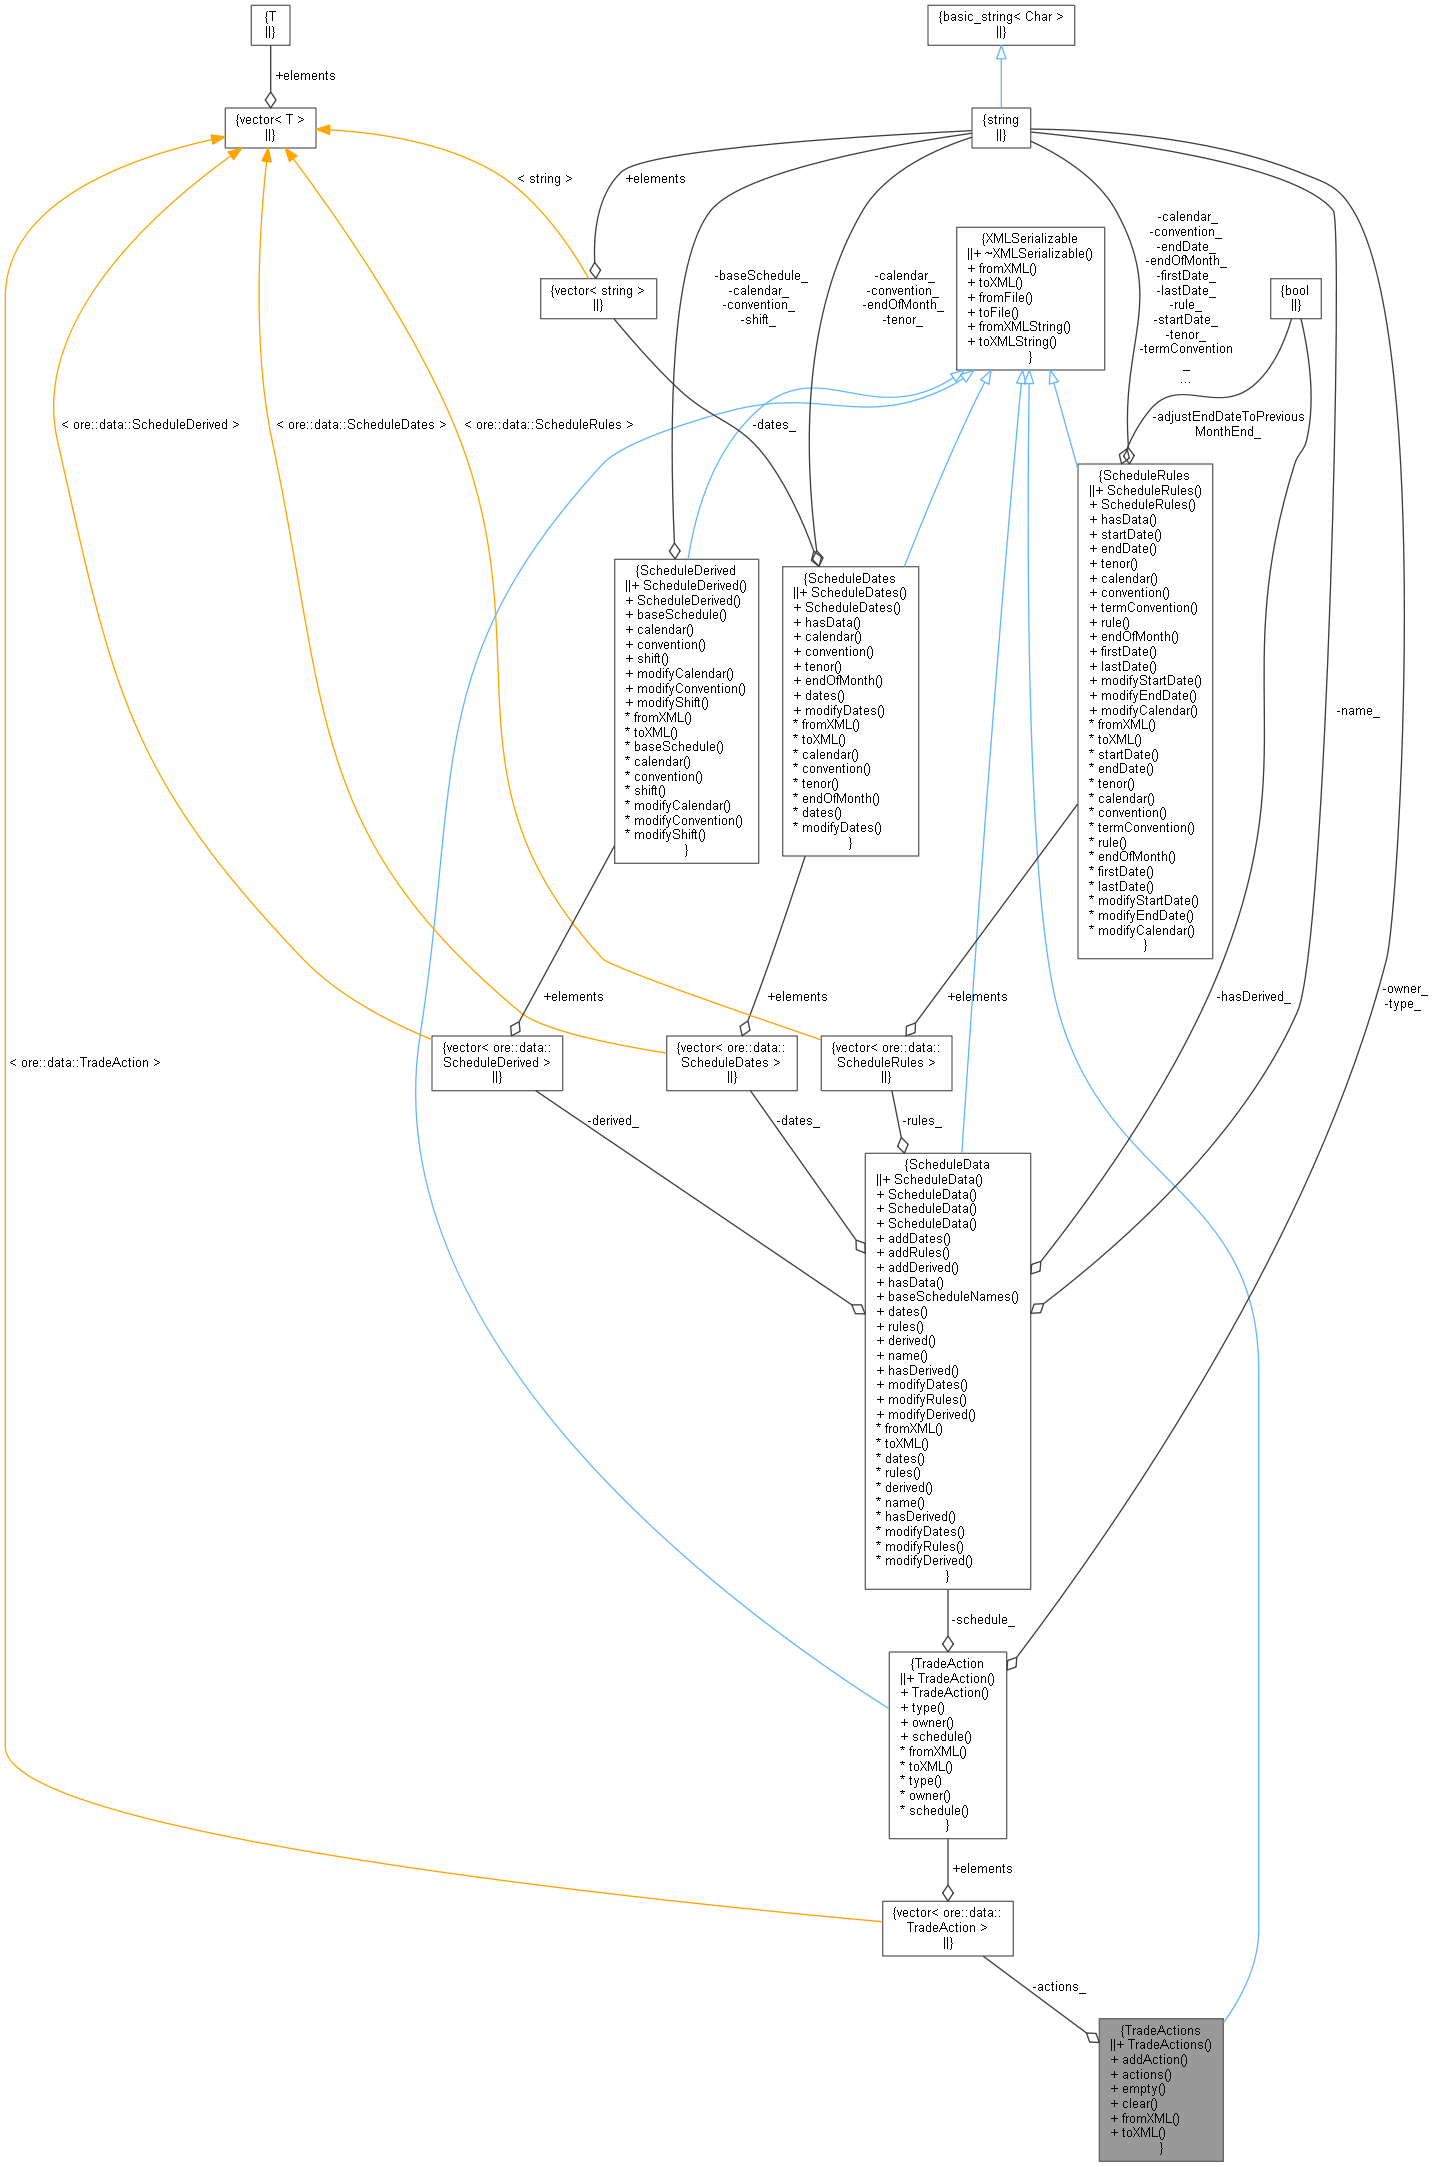 {T
||}
{basic_string< Char >
||}
+elements
{vector< T >
||}
{string
||}
< string >
+elements
-calendar_
-convention_
-endDate_
-endOfMonth_
-firstDate_
-lastDate_
-rule_
-startDate_
-tenor_
-termConvention
_
...
{XMLSerializable
||+ ~XMLSerializable()
+ fromXML()
+ toXML()
+ fromFile()
+ toFile()
+ fromXMLString()
+ toXMLString()
}
{vector< string >
||}
-baseSchedule_
-calendar_
-convention_
-shift_
-calendar_
-convention_
-endOfMonth_
-tenor_
{bool
||}
< ore::data::ScheduleDerived >
< ore::data::ScheduleDates >
< ore::data::ScheduleRules >
-dates_
-adjustEndDateToPrevious
MonthEnd_
{ScheduleRules
||+ ScheduleRules()
+ ScheduleRules()
+ hasData()
+ startDate()
+ endDate()
+ tenor()
+ calendar()
+ convention()
+ termConvention()
+ rule()
+ endOfMonth()
+ firstDate()
+ lastDate()
+ modifyStartDate()
+ modifyEndDate()
+ modifyCalendar()
* fromXML()
* toXML()
* startDate()
* endDate()
* tenor()
* calendar()
* convention()
* termConvention()
* rule()
* endOfMonth()
* firstDate()
* lastDate()
* modifyStartDate()
* modifyEndDate()
* modifyCalendar()
}
{ScheduleDerived
||+ ScheduleDerived()
+ ScheduleDerived()
+ baseSchedule()
+ calendar()
+ convention()
+ shift()
+ modifyCalendar()
+ modifyConvention()
+ modifyShift()
* fromXML()
* toXML()
* baseSchedule()
* calendar()
* convention()
* shift()
* modifyCalendar()
* modifyConvention()
* modifyShift()
}
{ScheduleDates
||+ ScheduleDates()
+ ScheduleDates()
+ hasData()
+ calendar()
+ convention()
+ tenor()
+ endOfMonth()
+ dates()
+ modifyDates()
* fromXML()
* toXML()
* calendar()
* convention()
* tenor()
* endOfMonth()
* dates()
* modifyDates()
}
-name_
+elements
+elements
+elements
-hasDerived_
-owner_
-type_
< ore::data::TradeAction >
{vector< ore::data::
ScheduleDerived >
||}
{vector< ore::data::
ScheduleDates >
||}
{vector< ore::data::
ScheduleRules >
||}
-derived_
-dates_
-rules_
{ScheduleData
||+ ScheduleData()
+ ScheduleData()
+ ScheduleData()
+ ScheduleData()
+ addDates()
+ addRules()
+ addDerived()
+ hasData()
+ baseScheduleNames()
+ dates()
+ rules()
+ derived()
+ name()
+ hasDerived()
+ modifyDates()
+ modifyRules()
+ modifyDerived()
* fromXML()
* toXML()
* dates()
* rules()
* derived()
* name()
* hasDerived()
* modifyDates()
* modifyRules()
* modifyDerived()
}
-schedule_
{TradeAction
||+ TradeAction()
+ TradeAction()
+ type()
+ owner()
+ schedule()
* fromXML()
* toXML()
* type()
* owner()
* schedule()
}
+elements
{vector< ore::data::
TradeAction >
||}
-actions_
{TradeActions
||+ TradeActions()
+ addAction()
+ actions()
+ empty()
+ clear()
+ fromXML()
+ toXML()
}